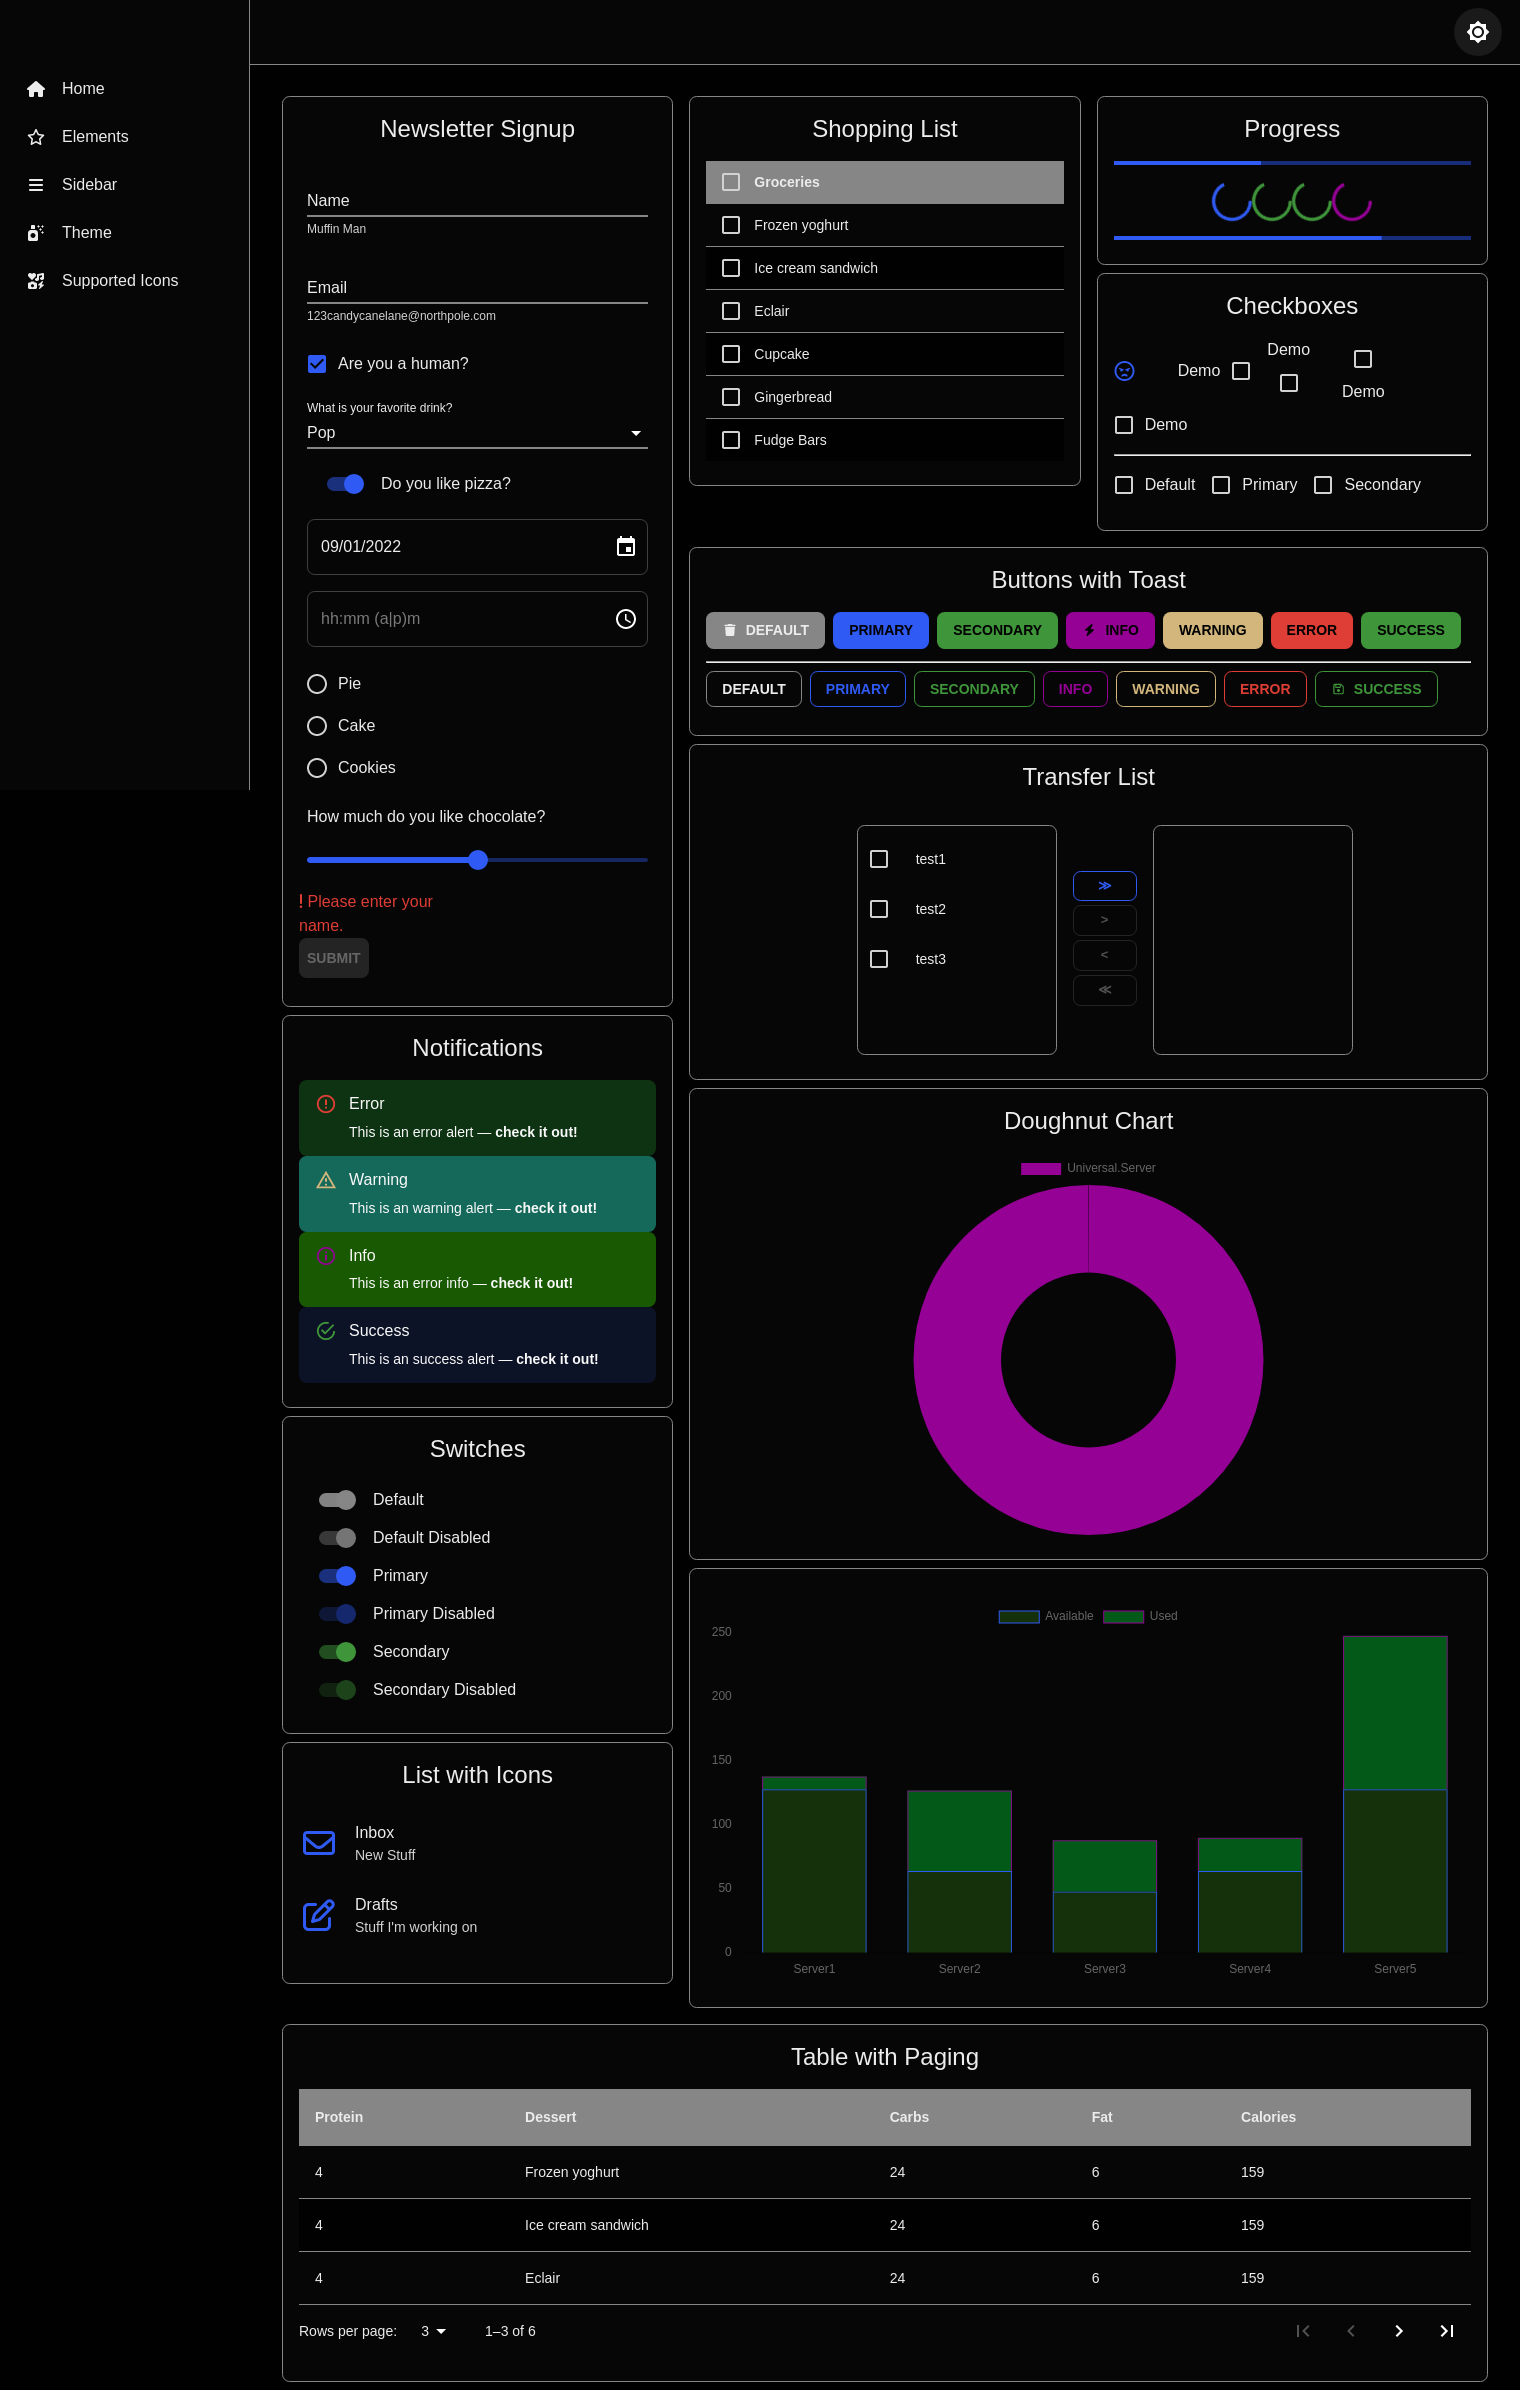 Home
Elements
Sidebar
Theme
Supported Icons
Newsletter Signup
Name
Muffin Man
Email
123candycanelane@northpole.com
Are you a human?
What is your favorite drink?
Pop
Do you like pizza?
09/01/2022
hh:mm (a|p)m
Pie
Cake
Cookies
How much do you like chocolate?
! Please enter your
name.
SUBMIT
Notifications
Error
This is an error alert — check it out!
Warning
This is an warning alert — check it out!
Info
This is an error info — check it out!
Success
This is an success alert — check it out!
Switches
Default
Default Disabled
Primary
Primary Disabled
Secondary
Secondary Disabled
List with Icons
Inbox
New Stuff
Drafts
Stuff I'm working on
Shopping List
Groceries
Frozen yoghurt
Ice cream sandwich
Eclair
Cupcake
Gingerbread
Fudge Bars
Progress
Checkboxes
Demo
Demo
Demo
Demo
Default Primary Secondary
Buttons with Toast
DEFAULT PRIMARY SECONDARY INFO WARNING ERROR SUCCESS
DEFAULT PRIMARY SECONDARY INFO WARNING ERROR SUCCESS
Transfer List
test1
test2
test3
≫
>
<
≪
Doughnut Chart
Universal.Server
Available Used
250
200
150
100
50
0
Server1 Server2 Server3 Server4 Server5
Table with Paging
Protein Dessert Carbs Fat Calories
4 Frozen yoghurt 24 6 159
4 Ice cream sandwich 24 6 159
4 Eclair 24 6 159
Rows per page: 3 1–3 of 6